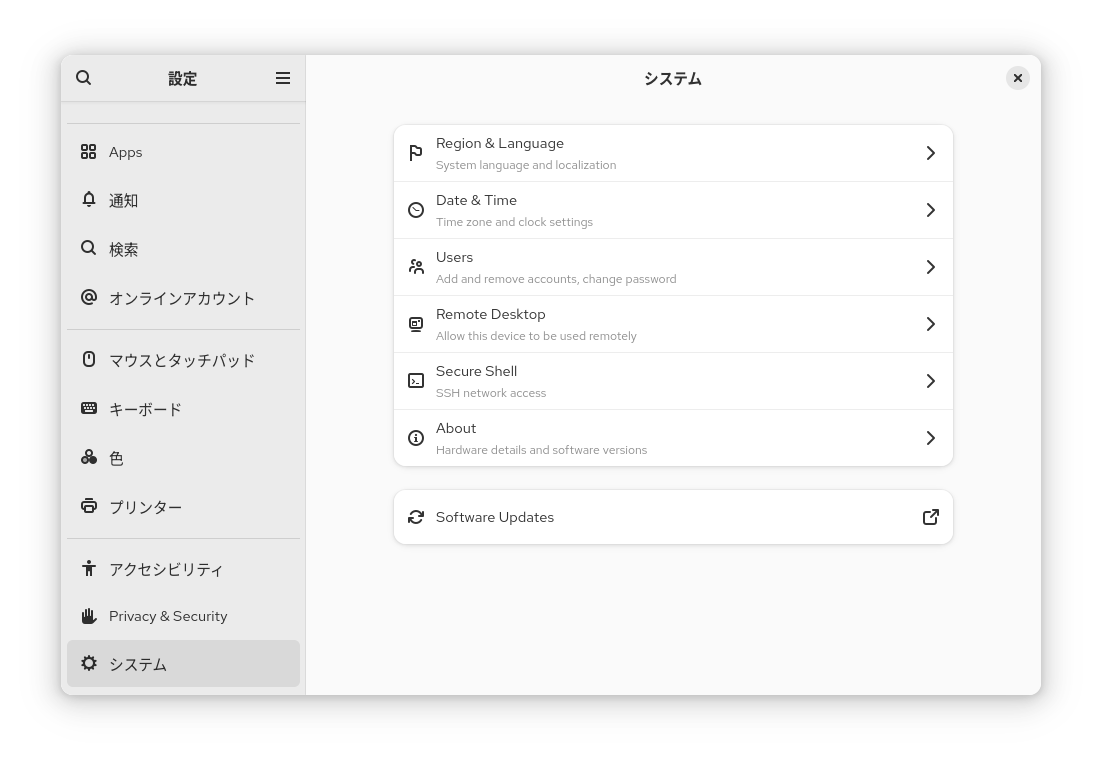 設定
システム
Apps
通知
検索
オンラインアカウント
マウスとタッチパッド
キーボード
色
プリンター
アクセシビリティ
Privacy & Security
システム
Region & Language
System language and localization
Date & Time
Time zone and clock settings
Users
Add and remove accounts, change password
Remote Desktop
Allow this device to be used remotely
Secure Shell
SSH network access
About
Hardware details and software versions
Software Updates